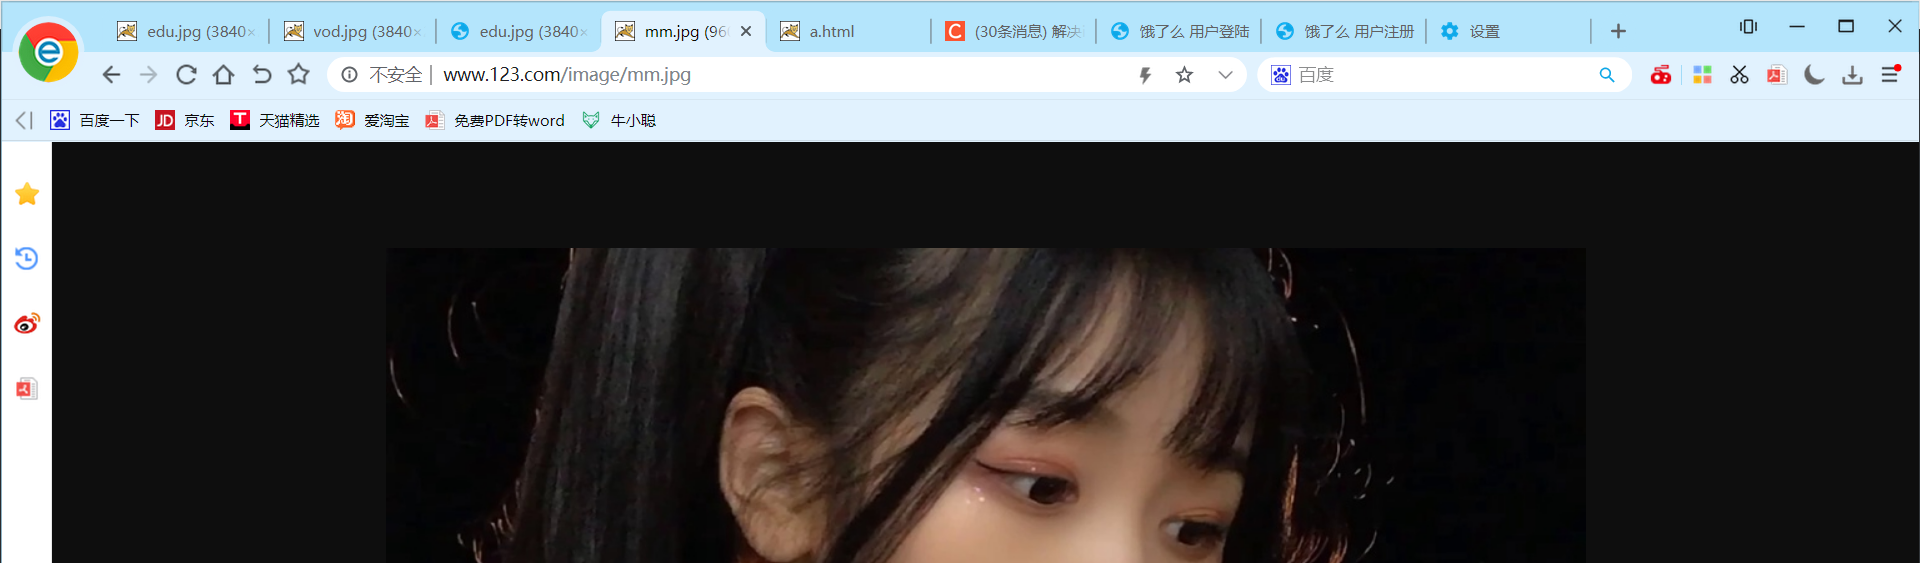 edu.jpg (3840× vod.jpg (3840× edu.jpg (3840× mm.jpg (960 a.html (30条消息) 解决 饿了么 用户登陆 饿了么 用户注册 设置
不安全 www.123.com/image/mm.jpg 百度
百度一下 JD 京东 T 天猫精选 淘 爱淘宝 免费PDF转word 牛小聪